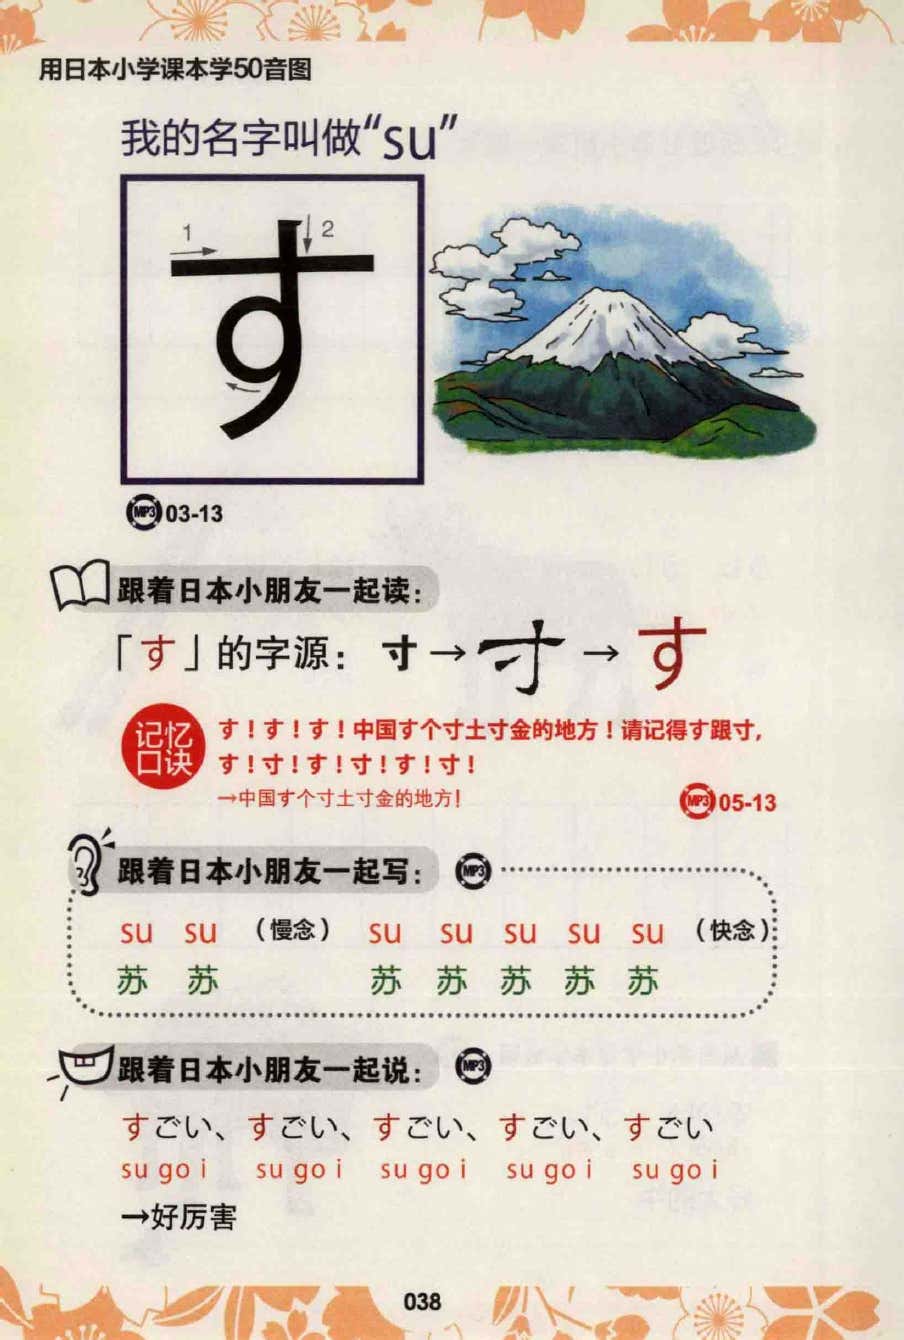 用日本小学课本学50音图
我的名字叫做“su”
1
2
す
MP3 03-13
跟着日本小朋友一起读：
「す」的字源：寸→寸→す
记忆
口诀
す！す！す！中国す个寸土寸金的地方！请记得す跟寸，
す！寸！す！寸！す！寸！
→中国す个寸土寸金的地方！
MP3 05-13
跟着日本小朋友一起写： MP3
su su （慢念） su su su su su （快念）
苏 苏 苏 苏 苏 苏 苏
跟着日本小朋友一起说： MP3
すごい、すごい、すごい、すごい、すごい
su go i su go i su go i su go i su go i
→好厉害
038